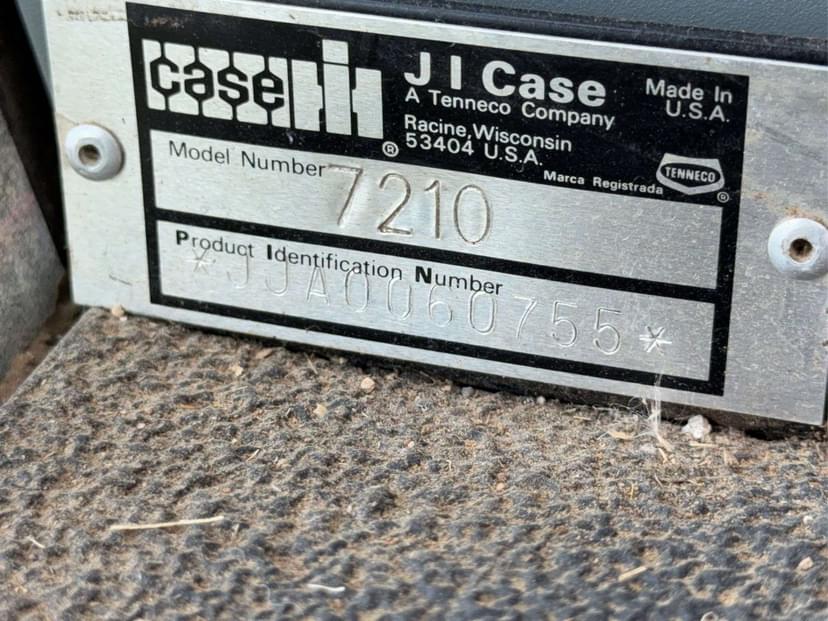 case IH ®
J I Case
A Tenneco Company
Racine, Wisconsin
53404 U.S.A.
Made In
U.S.A.
TENNECO ®
Marca Registrada
Model Number 7210
Product Identification Number
*JJA0060755*